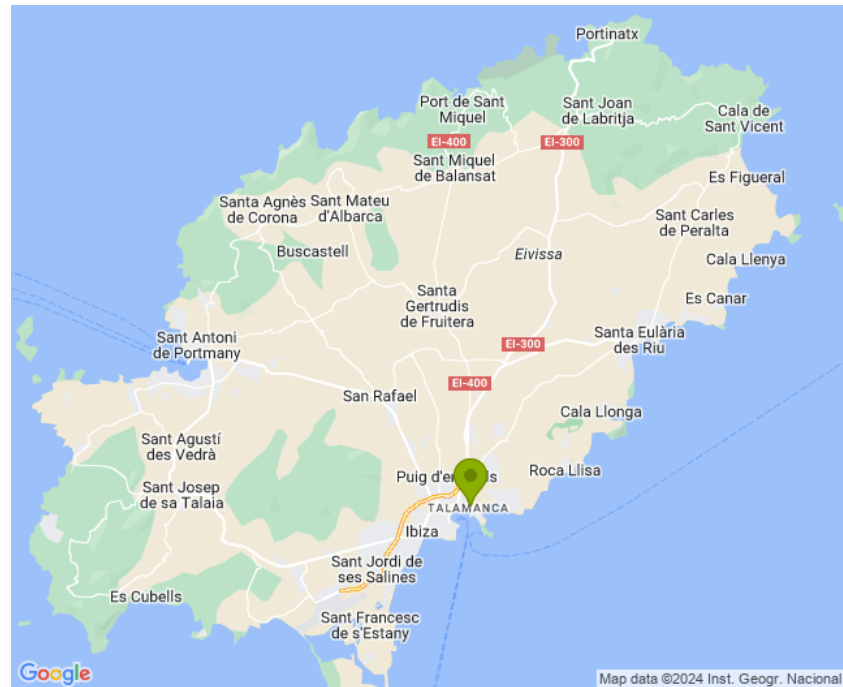 Portinatx
Port de Sant
Miquel
Sant Joan
de Labritja
Cala de
Sant Vicent
EI-400
EI-300
Sant Miquel
de Balansat
Es Figueral
Santa Agnès
de Corona
Sant Mateu
d'Albarca
Sant Carles
de Peralta
Buscastell
Eivissa
Cala Llenya
Santa
Gertrudis
de Fruitera
Es Canar
Sant Antoni
de Portmany
Santa Eulària
des Riu
EI-300
EI-400
San Rafael
Cala Llonga
Sant Agustí
des Vedrà
Roca Llisa
Sant Josep
de sa Talaia
TALAMANCA
Ibiza
Sant Jordi de
ses Salines
Es Cubells
Sant Francesc
de s'Estany
Google
Map data ©2024 Inst. Geogr. Nacional